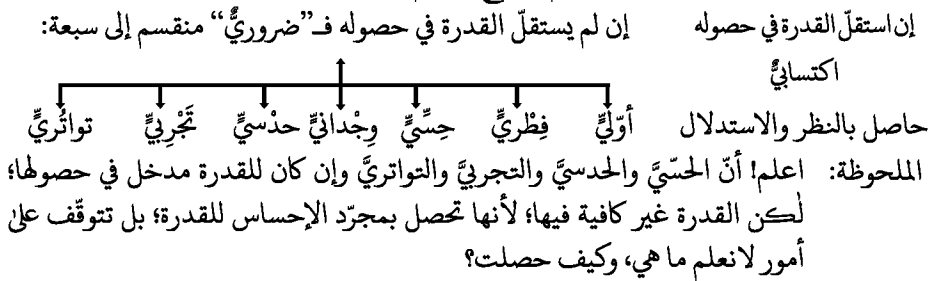 إن استقلّ القدرة في حصوله إن لم يستقلّ القدرة في حصوله فـ”ضروريٌّ“ منقسم إلى سبعة:
اكتسابيٌّ
حاصل بالنظر والاستدلال أوّليٌّ فِطْريٌّ حِسِّيٌّ وِجْدانيٌّ حدْسيٌّ تَجْرِبيٌّ تواتُريٌّ
الملحوظة: اعلم! أنّ الحسّيَّ والحدسيَّ والتجربيَّ والتواتريَّ وإن كان للقدرة مدخل في حصولها؛
لٰكن القدرة غير كافية فيها؛ لأنها تحصل بمجرّد الإحساس للقدرة؛ بل تتوقّف علىٰ
أمور لانعلم ما هي، وكيف حصلت؟